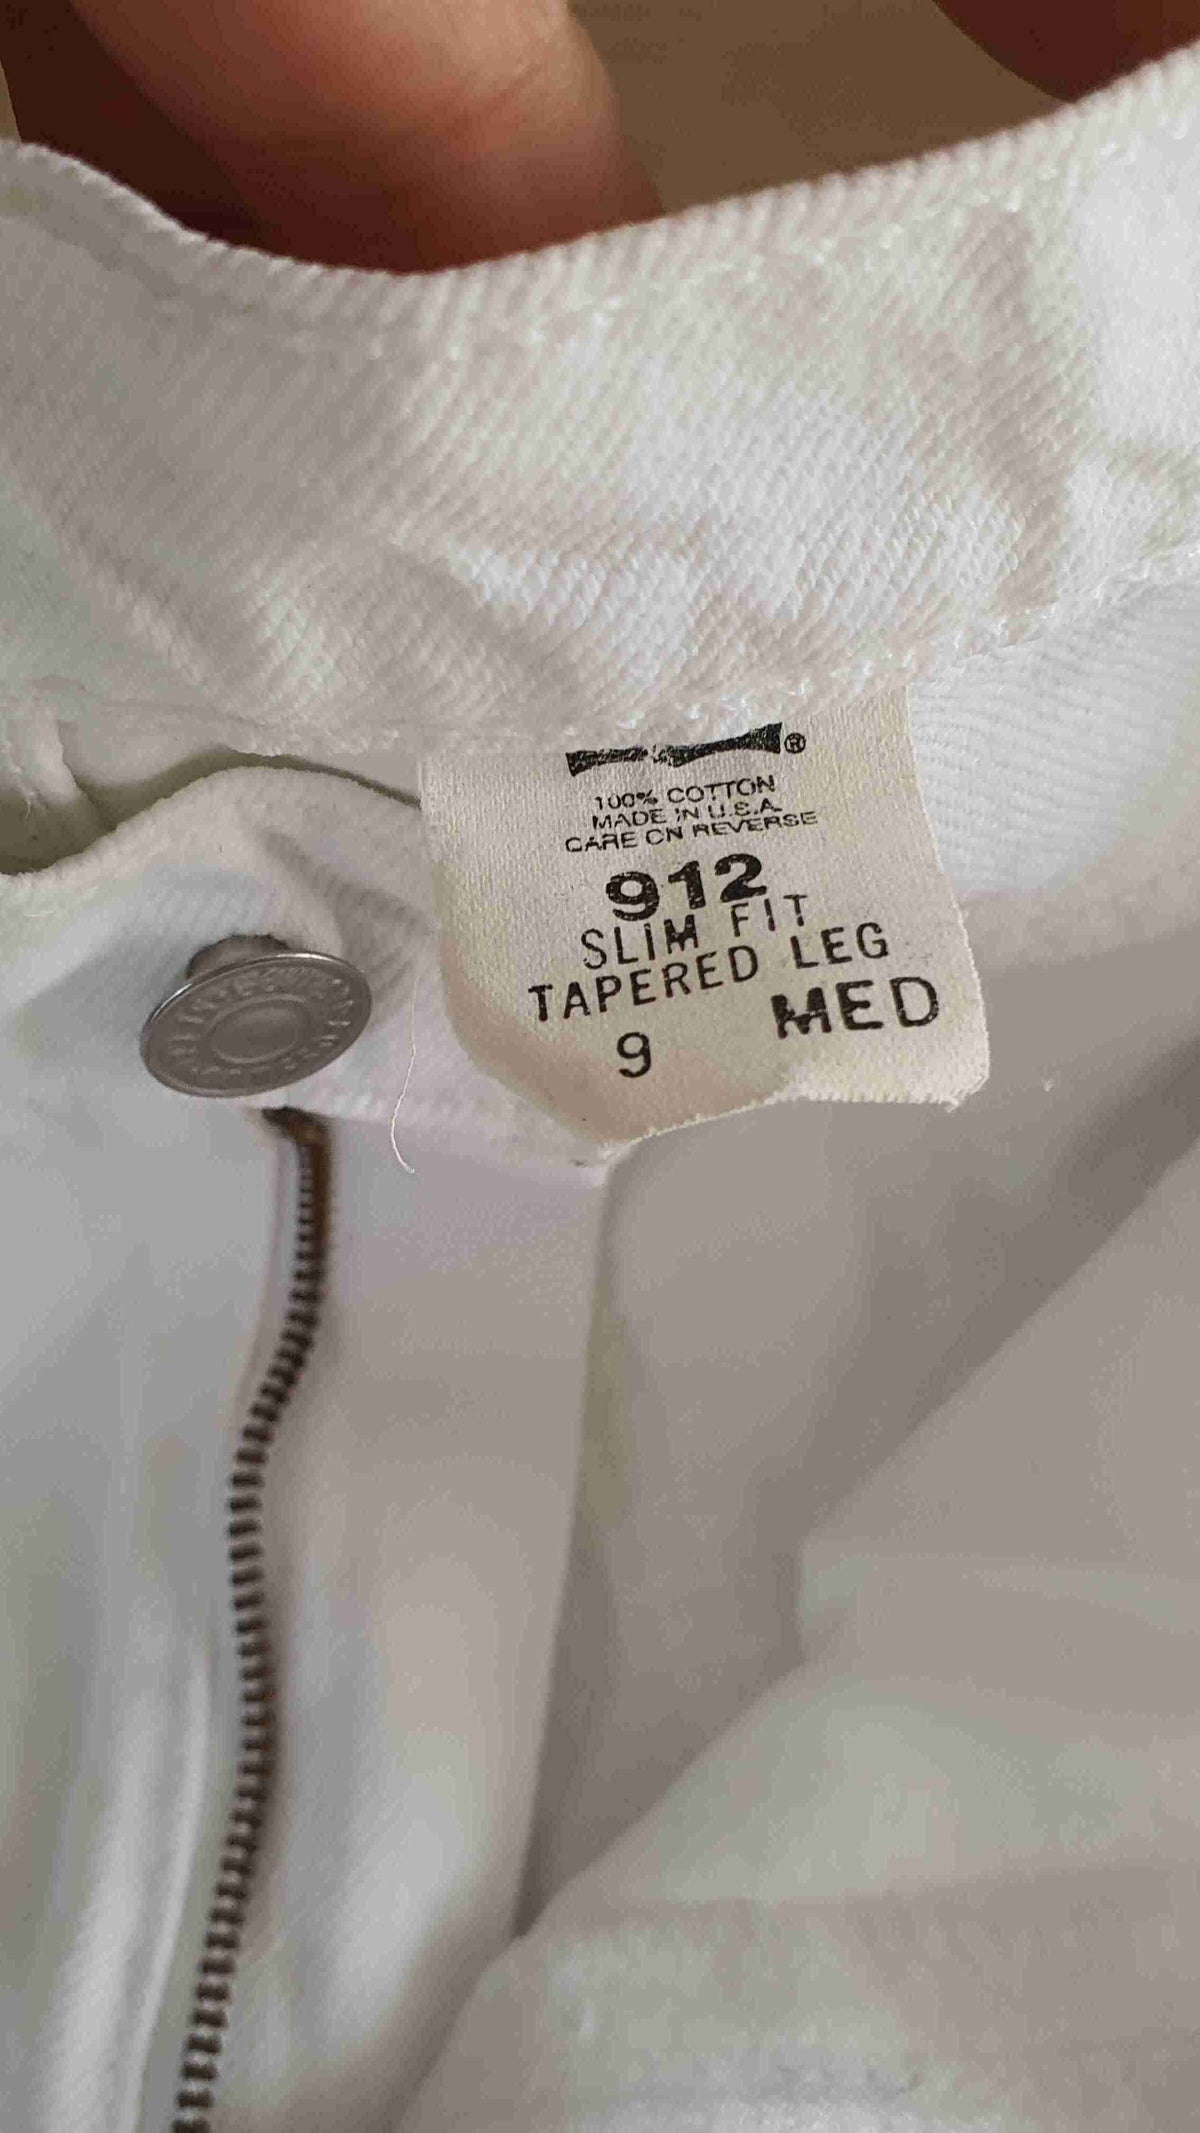 ®
100% COTTON
MADE IN U.S.A.
CARE ON REVERSE
912
SLIM FIT
TAPERED LEG
9 MED